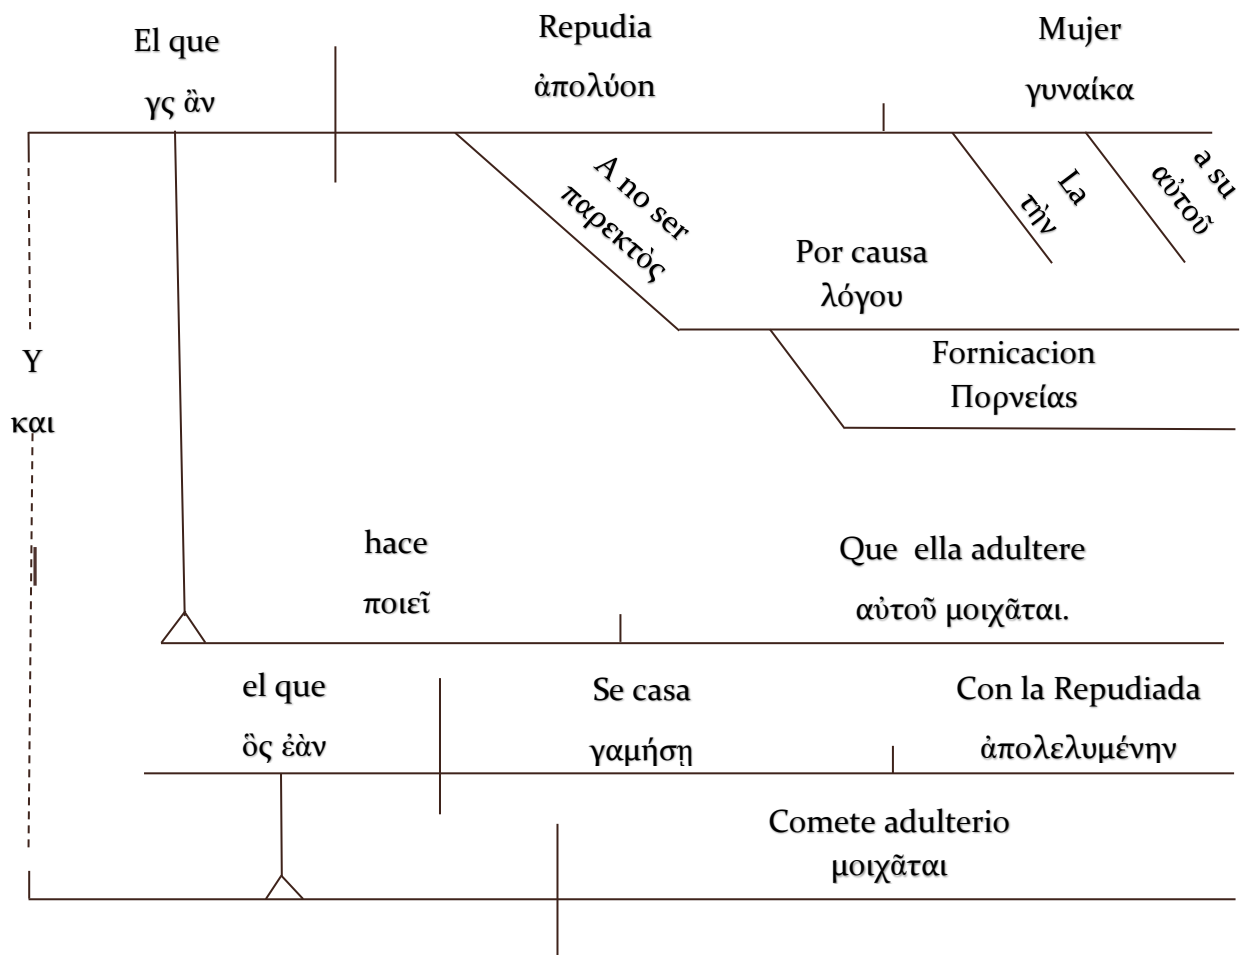 El que
γς ἂν
Repudia
ἀπολύοn
Mujer
γυναίκα
A no ser
παρεκτὸς
La
τὴν
a su
αὐτοῦ
Por causa
λόγου
Fornicacion
Πορνείας
Y
και
hace
ποιεῖ
Que ella adultere
αὐτοῦ μοιχᾶται.
el que
ὃς ἐὰν
Se casa
γαμήσῃ
Con la Repudiada
ἀπολελυμένην
Comete adulterio
μοιχᾶται